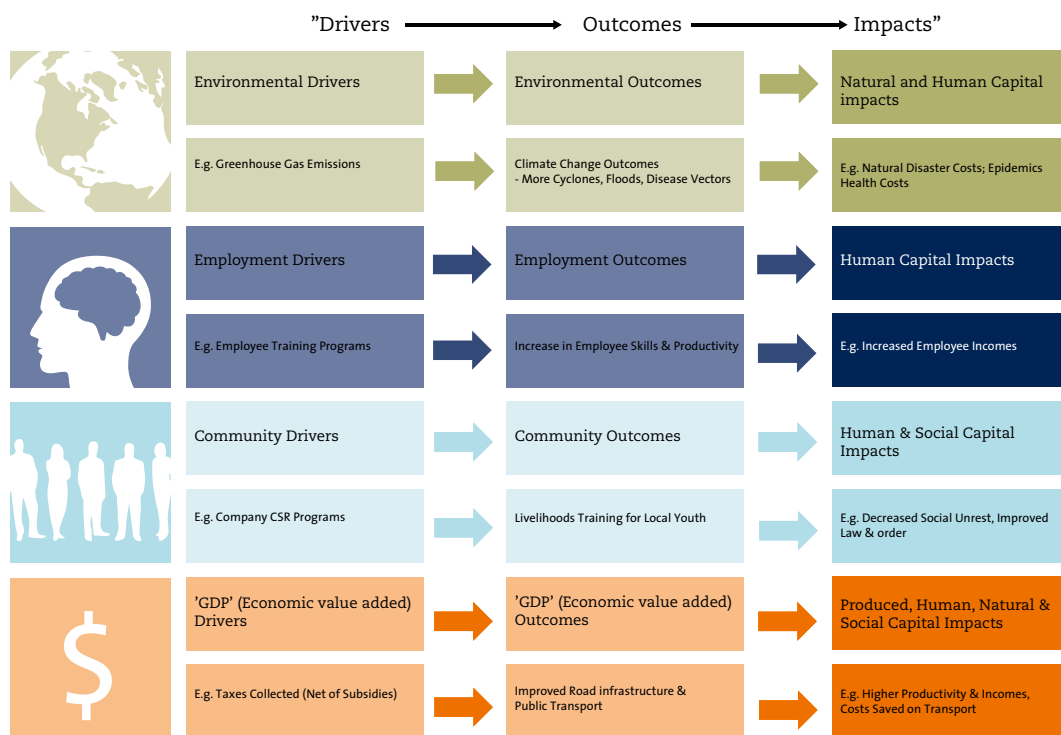 ”Drivers
Outcomes
Impacts”
Environmental Drivers
Environmental Outcomes
Natural and Human Capital
impacts
E.g. Greenhouse Gas Emissions
Climate Change Outcomes
- More Cyclones, Floods, Disease Vectors
E.g. Natural Disaster Costs; Epidemics
Health Costs
Employment Drivers
Employment Outcomes
Human Capital Impacts
E.g. Employee Training Programs
Increase in Employee Skills & Productivity
E.g. Increased Employee Incomes
Community Drivers
Community Outcomes
Human & Social Capital
Impacts
E.g. Company CSR Programs
Livelihoods Training for Local Youth
E.g. Decreased Social Unrest, Improved
Law & order
$
’GDP’ (Economic value added)
Drivers
’GDP’ (Economic value added)
Outcomes
Produced, Human, Natural &
Social Capital Impacts
E.g. Taxes Collected (Net of Subsidies)
Improved Road infrastructure &
Public Transport
E.g. Higher Productivity & Incomes,
Costs Saved on Transport